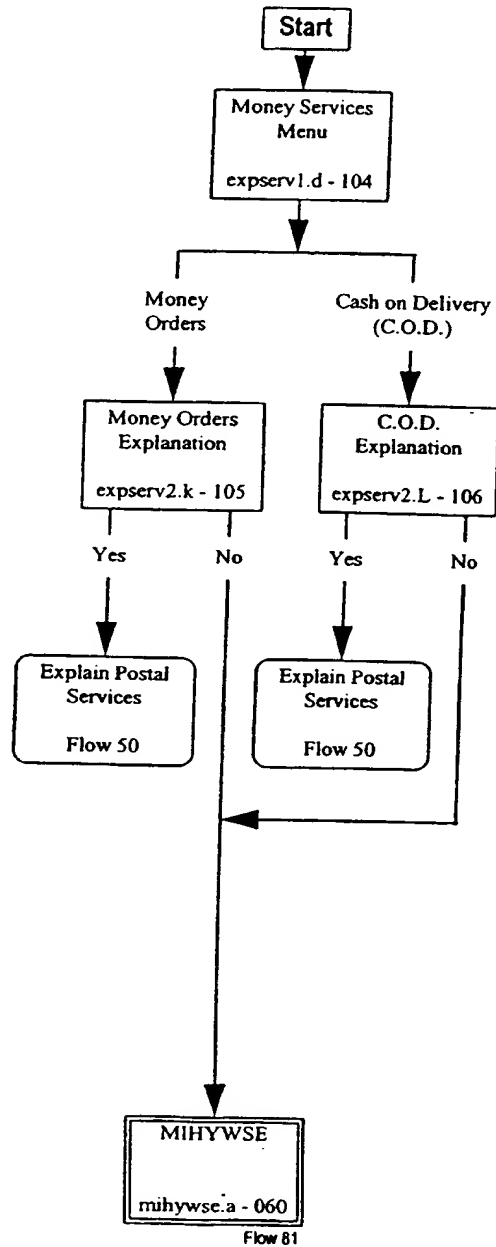 Start
Money Services
Menu
expserv1.d - 104
Money
Orders
Cash on Delivery
(C.O.D.)
Money Orders
Explanation
expserv2.k - 105
C.O.D.
Explanation
expserv2.L - 106
Yes
No
Yes
No
Explain Postal
Services
Flow 50
Explain Postal
Services
Flow 50
MIHYWSE
mihywse.a - 060
Flow 81